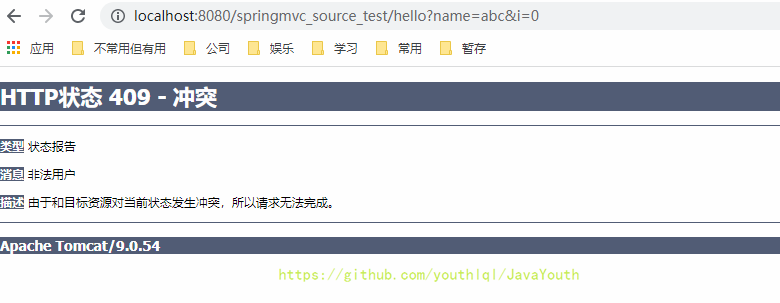 localhost:8080/springmvc_source_test/hello?name=abc&i=0
应用 不常用但有用 公司 娱乐 学习 常用 暂存
HTTP状态 409 - 冲突
类型 状态报告
消息 非法用户
描述 由于和目标资源对当前状态发生冲突，所以请求无法完成。
Apache Tomcat/9.0.54
https://github.com/youthlql/JavaYouth